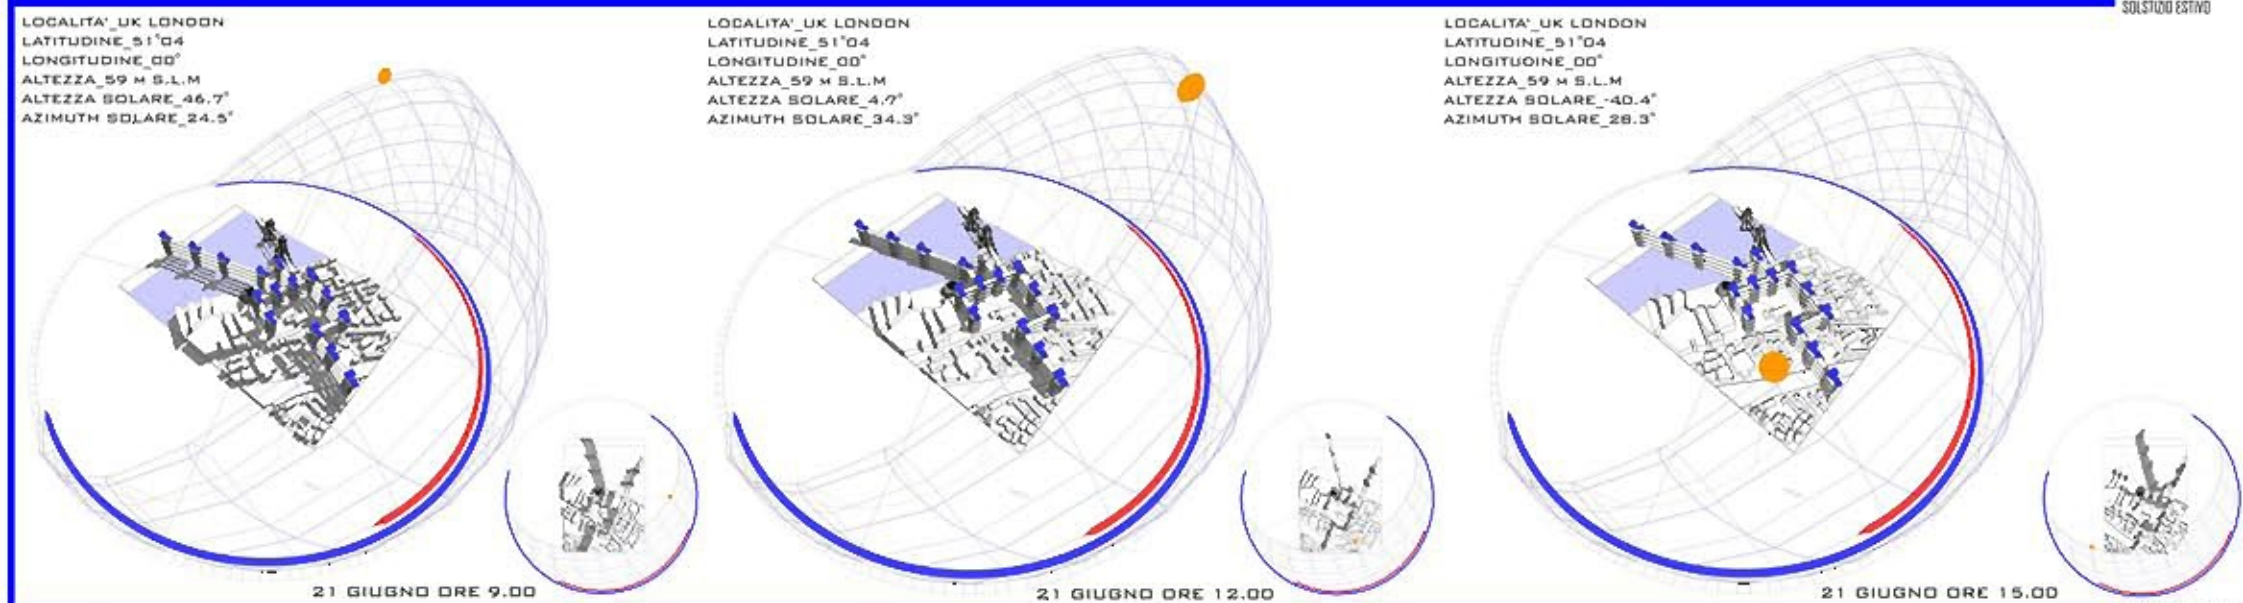 SOLSTIZIO ESTIVO
LOCALITA'_UK LONDON
LATITUDINE_51°04
LONGITUDINE_00°
ALTEZZA_59 M S.L.M
ALTEZZA SOLARE_46.7°
AZIMUTH SOLARE_24.5°
21 GIUGNO ORE 9.00
LOCALITA'_UK LONDON
LATITUDINE_51°04
LONGITUDINE_00°
ALTEZZA_59 M S.L.M
ALTEZZA SOLARE_4.7°
AZIMUTH SOLARE_34.3°
21 GIUGNO ORE 12.00
LOCALITA'_UK LONDON
LATITUDINE_51°04
LONGITUDINE_00°
ALTEZZA_59 M S.L.M
ALTEZZA SOLARE_-40.4°
AZIMUTH SOLARE_28.3°
21 GIUGNO ORE 15.00